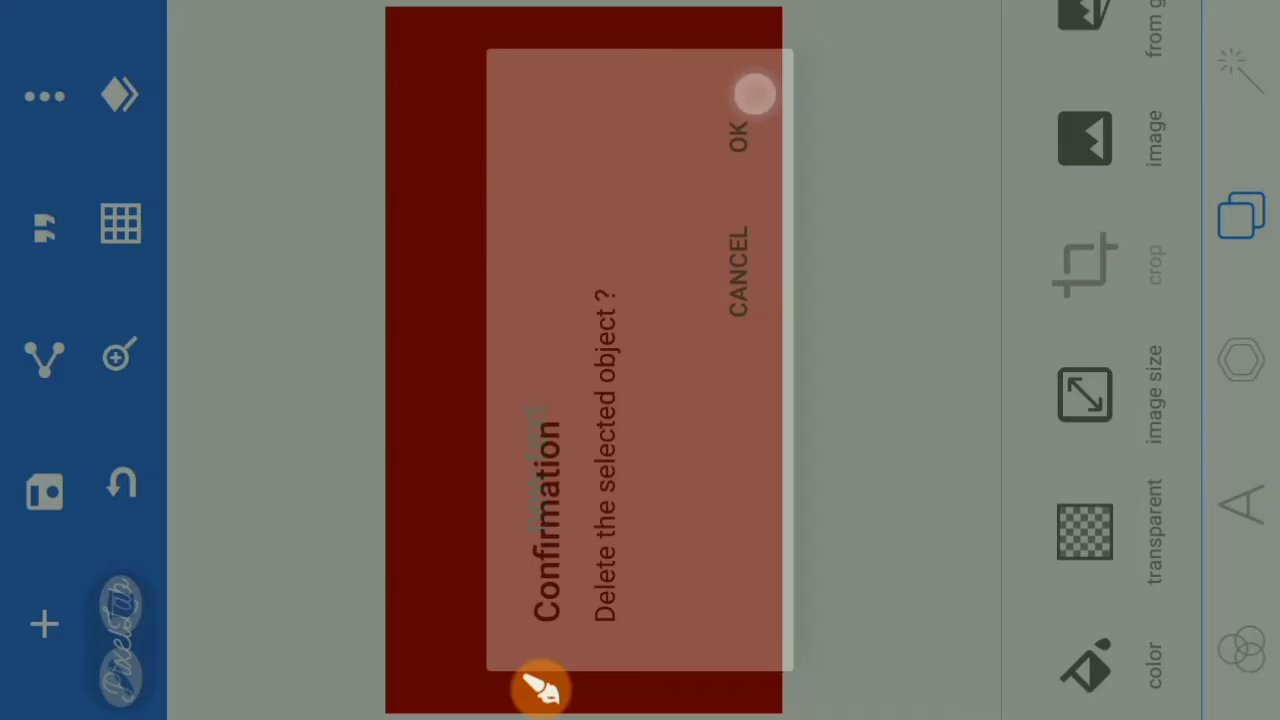 PixelLab
Confirmation
Delete the selected object ?
CANCEL
OK
color
transparent
image size
crop
image
from g